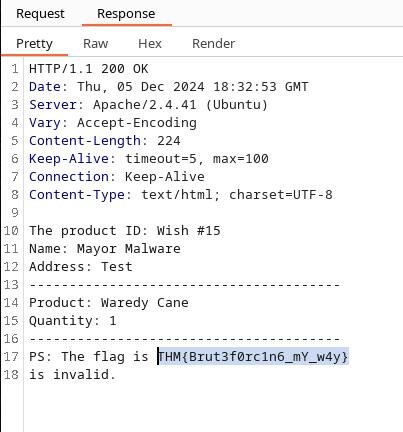 Request Response
Pretty Raw Hex Render
1 HTTP/1.1 200 OK
2 Date: Thu, 05 Dec 2024 18:32:53 GMT
3 Server: Apache/2.4.41 (Ubuntu)
4 Vary: Accept-Encoding
5 Content-Length: 224
6 Keep-Alive: timeout=5, max=100
7 Connection: Keep-Alive
8 Content-Type: text/html; charset=UTF-8
9
10 The product ID: Wish #15
11 Name: Mayor Malware
12 Address: Test
13 ---------------------------------------
14 Product: Waredy Cane
15 Quantity: 1
16 ---------------------------------------
17 PS: The flag is THM{Brut3f0rc1n6_mY_w4y}
18 is invalid.